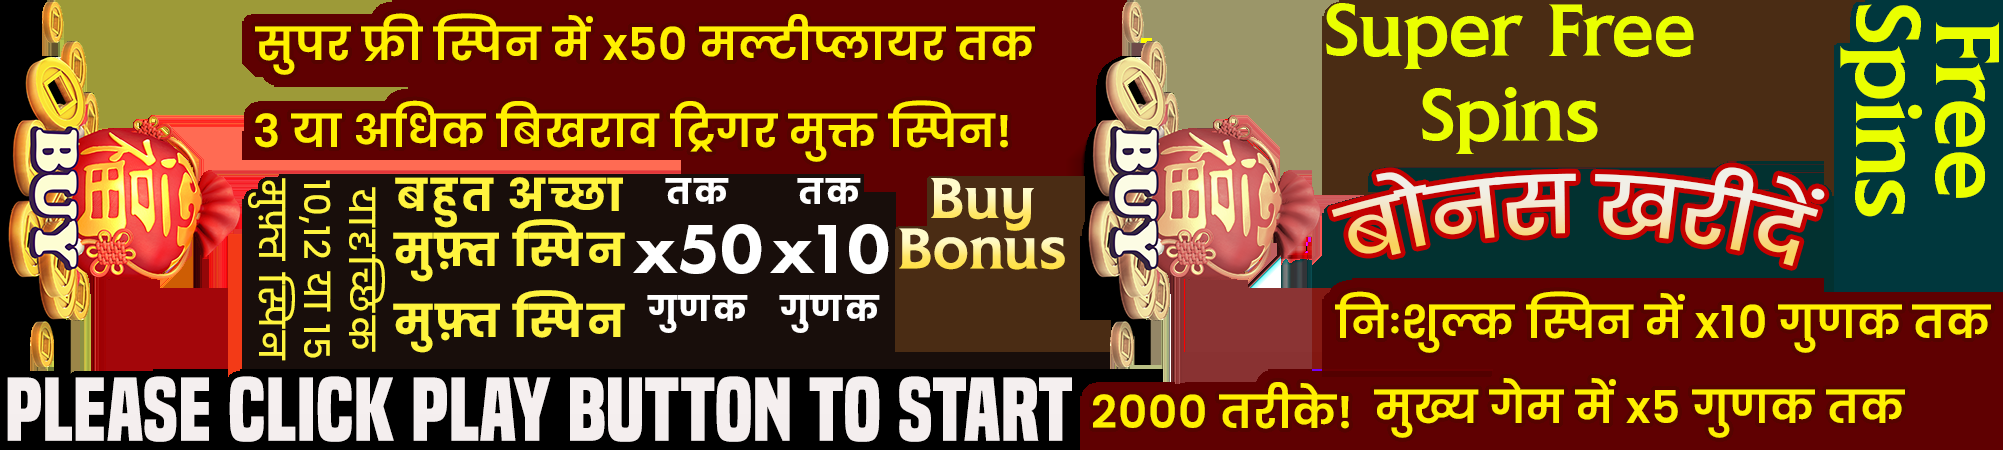 सुपर फ्री स्पिन में x50 मल्टीप्लायर तक
3 या अधिक बिखराव ट्रिगर मुक्त स्पिन!
BUY
यादृच्छिक
10,12 या 15
मुफ़्त स्पिन
बहुत अच्छा
मुफ़्त स्पिन
मुफ़्त स्पिन
तक
x50
गुणक
तक
x10
गुणक
Buy
Bonus
BUY
Super Free
Spins
Free
Spins
बोनस खरीदें
निःशुल्क स्पिन में x10 गुणक तक
PLEASE CLICK PLAY BUTTON TO START
2000 तरीके!
मुख्य गेम में x5 गुणक तक